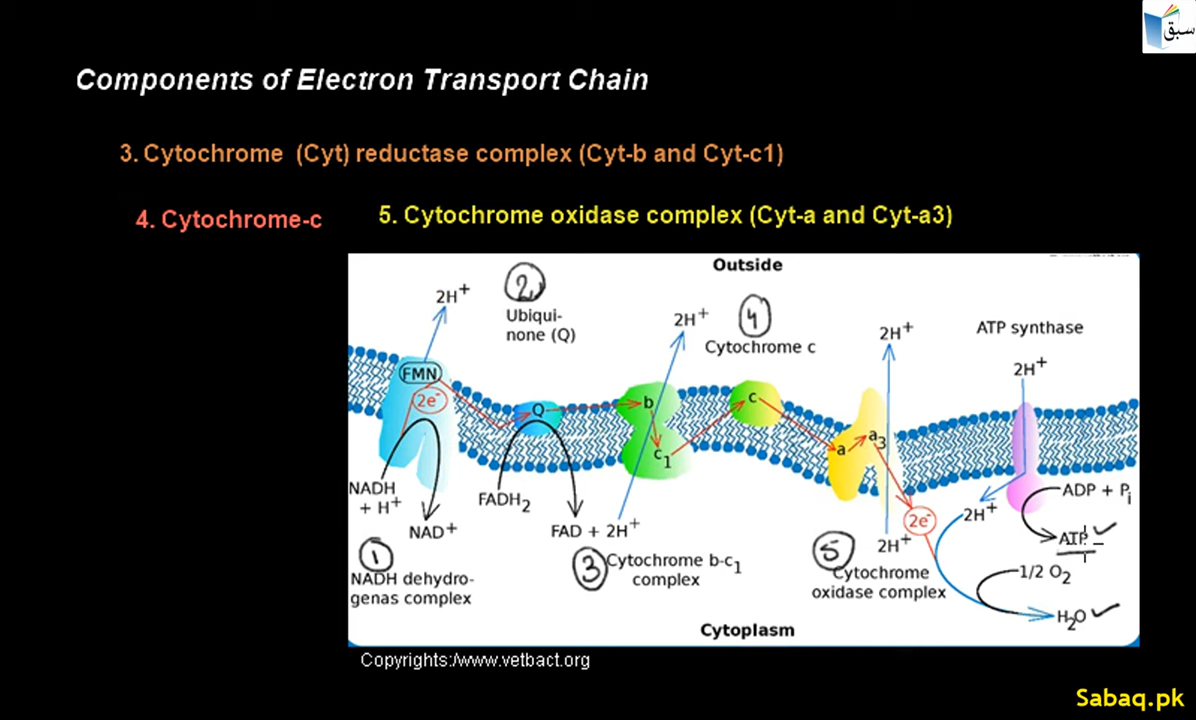 سبق
Components of Electron Transport Chain
3. Cytochrome (Cyt) reductase complex (Cyt-b and Cyt-c1)
4. Cytochrome-c
5. Cytochrome oxidase complex (Cyt-a and Cyt-a3)
Outside
2H+
2
Ubiqui-
none (Q)
2H+
4
Cytochrome c
2H+
ATP synthase
2H+
FMN
2e-
Q
b
c1
c
a
a3
NADH
+ H+
NAD+
FADH2
FAD + 2H+
2e-
2H+
2H+
ADP + Pi
ATP
1
NADH dehydro-
genas complex
3
Cytochrome b-c1
complex
5
Cytochrome
oxidase complex
1/2 O2
H2O
Cytoplasm
Copyrights:/www.vetbact.org
Sabaq.pk